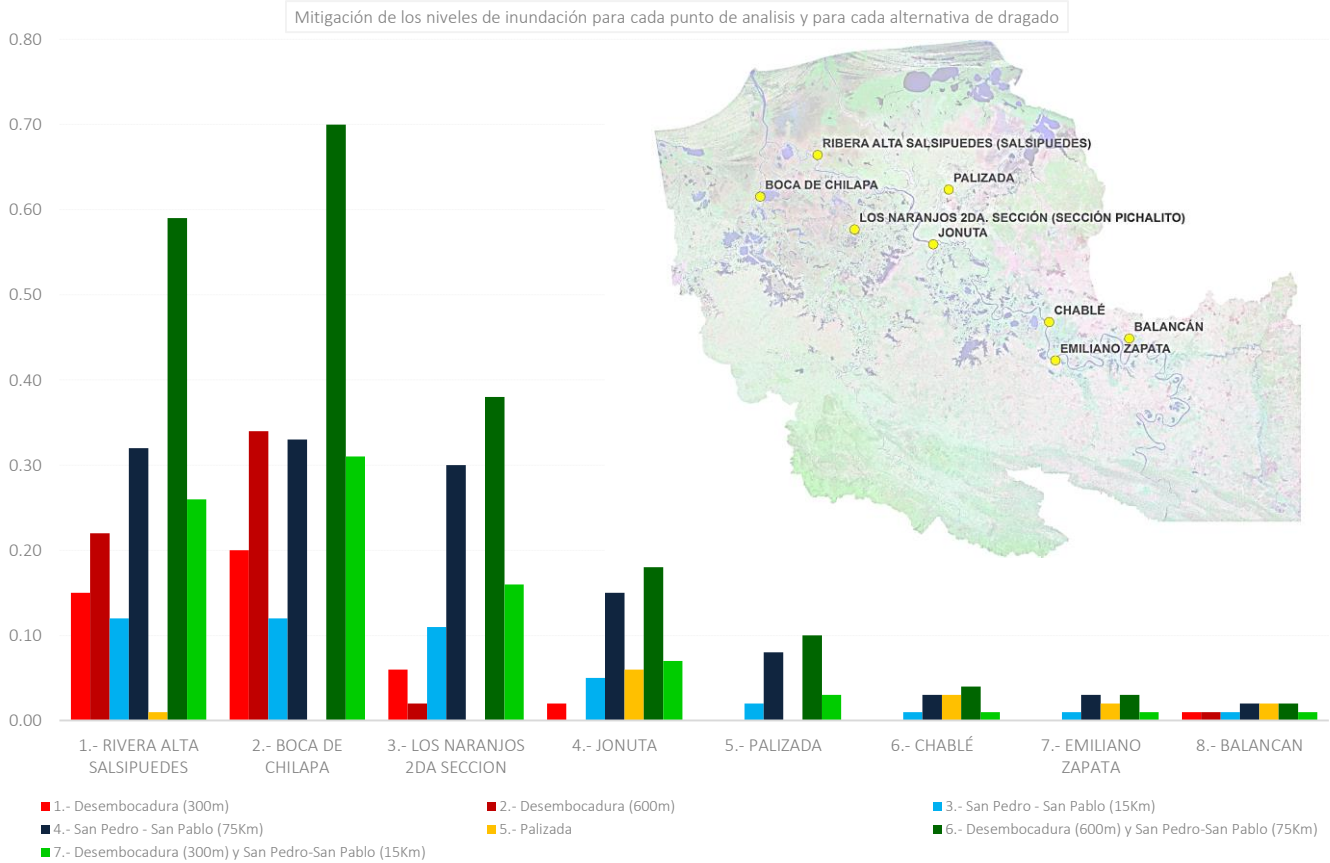 Mitigación de los niveles de inundación para cada punto de analisis y para cada alternativa de dragado
0.80
0.70
0.60
0.50
0.40
0.30
0.20
0.10
0.00
RIBERA ALTA SALSIPUEDES (SALSIPUEDES)
BOCA DE CHILAPA
PALIZADA
LOS NARANJOS 2DA. SECCIÓN (SECCIÓN PICHALITO)
JONUTA
CHABLÉ
BALANCÁN
EMILIANO ZAPATA
1.- RIVERA ALTA
SALSIPUEDES
2.- BOCA DE
CHILAPA
3.- LOS NARANJOS
2DA SECCION
4.- JONUTA
5.- PALIZADA
6.- CHABLÉ
7.- EMILIANO
ZAPATA
8.- BALANCAN
1.- Desembocadura (300m)
2.- Desembocadura (600m)
3.- San Pedro - San Pablo (15Km)
4.- San Pedro - San Pablo (75Km)
5.- Palizada
6.- Desembocadura (600m) y San Pedro-San Pablo (75Km)
7.- Desembocadura (300m) y San Pedro-San Pablo (15Km)